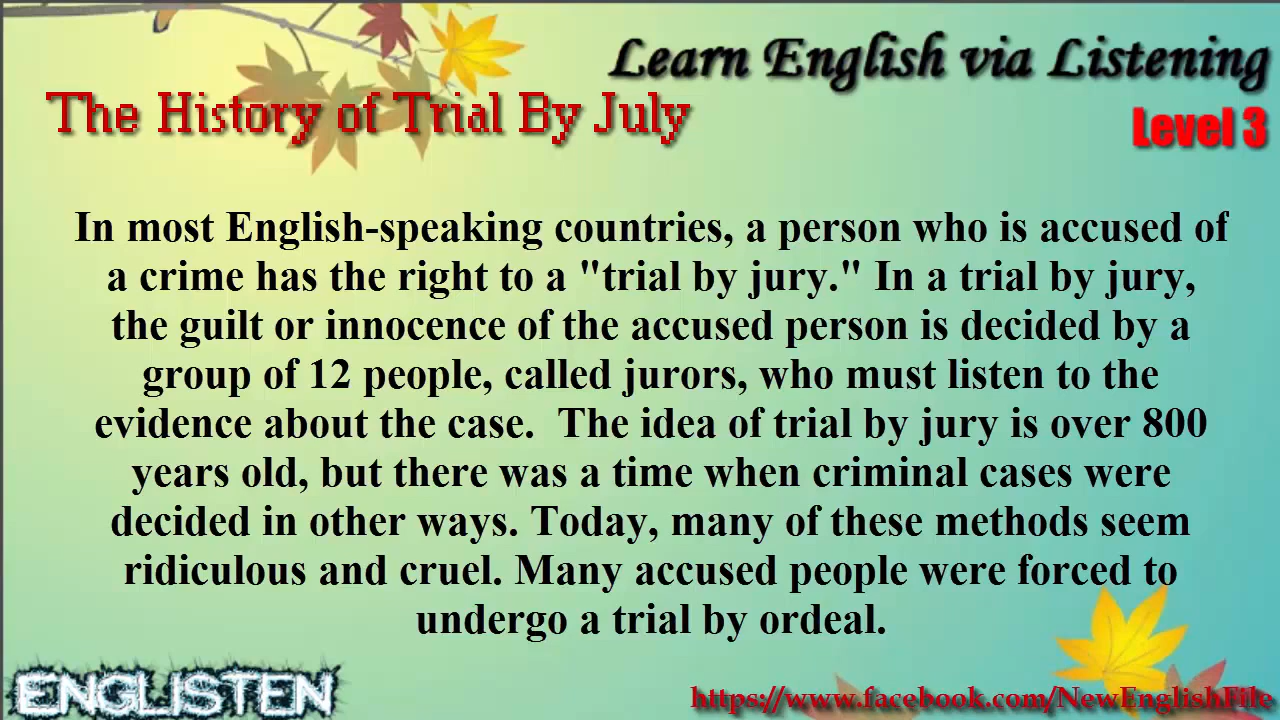 Learn English via Listening
The History of Trial By July
Level 3
In most English-speaking countries, a person who is accused of
a crime has the right to a "trial by jury." In a trial by jury,
the guilt or innocence of the accused person is decided by a
group of 12 people, called jurors, who must listen to the
evidence about the case.  The idea of trial by jury is over 800
years old, but there was a time when criminal cases were
decided in other ways. Today, many of these methods seem
ridiculous and cruel. Many accused people were forced to
undergo a trial by ordeal.
ENGLISTEN
https://www.facebook.com/NewEnglishFile